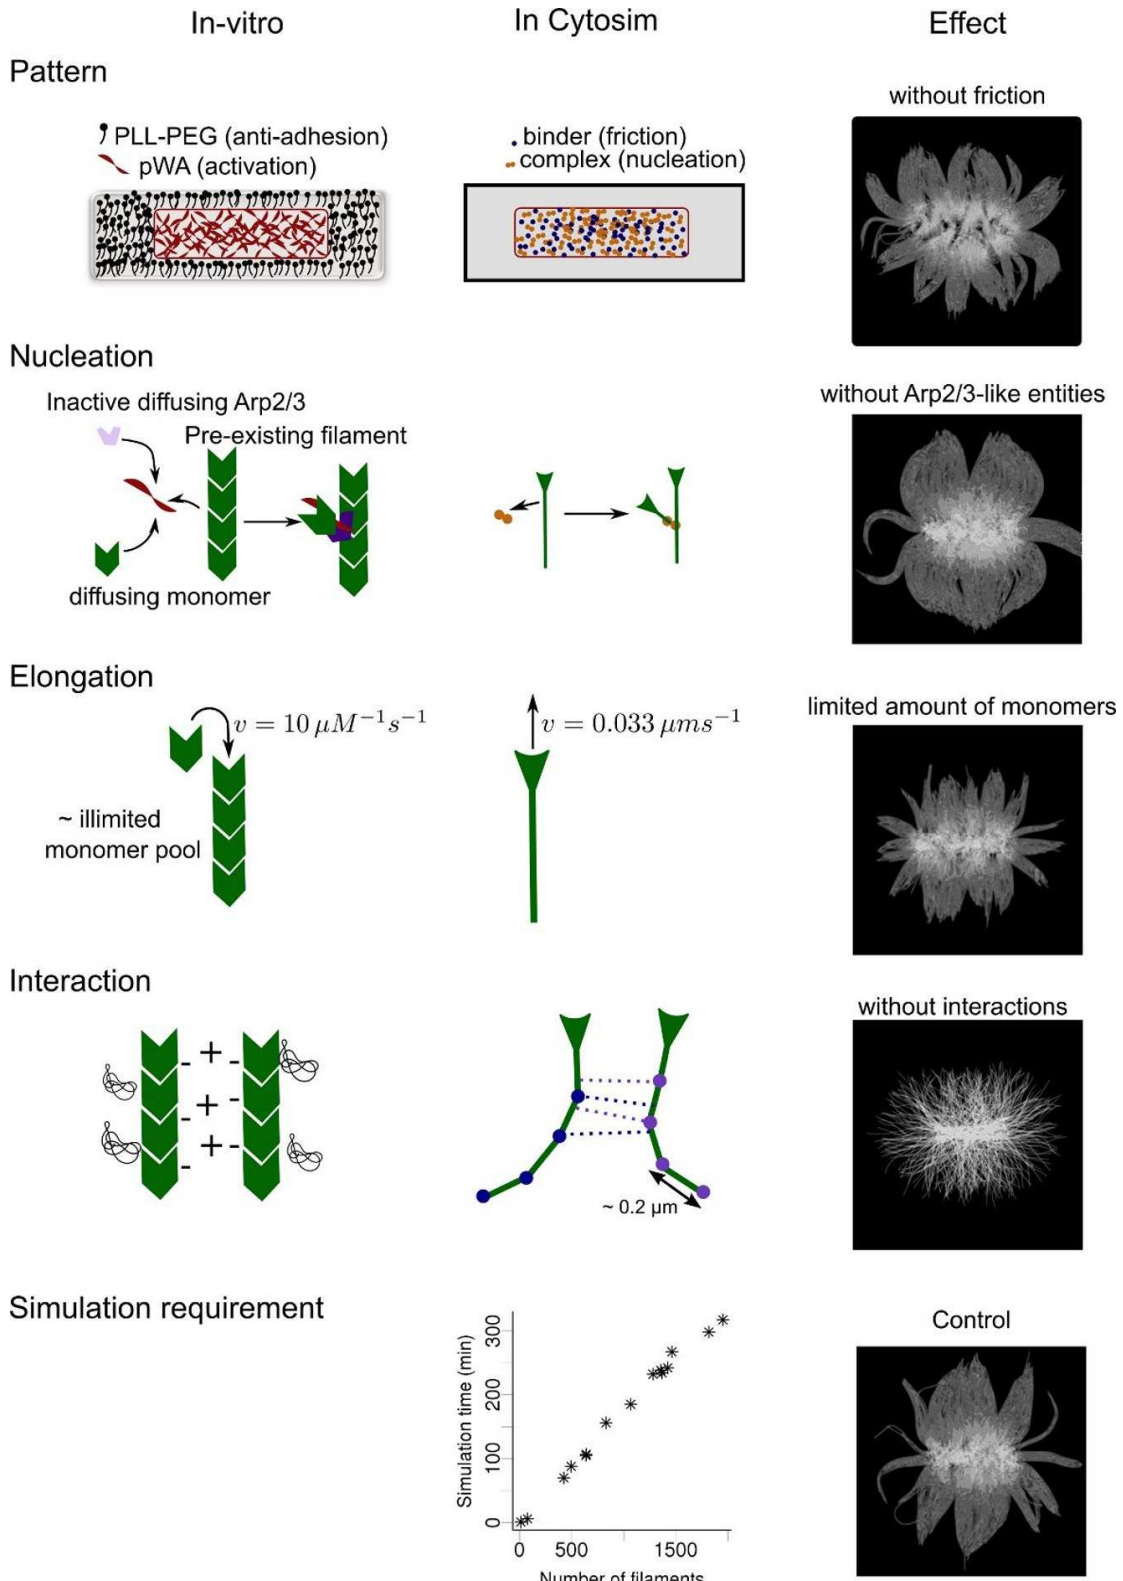 In-vitro
In Cytosim
Effect
Pattern
without friction
PLL-PEG (anti-adhesion)
pWA (activation)
binder (friction)
complex (nucleation)
Nucleation
without Arp2/3-like entities
Inactive diffusing Arp2/3
Pre-existing filament
diffusing monomer
Elongation
limited amount of monomers
v = 10 μM⁻¹s⁻¹
v = 0.033 μms⁻¹
~ illimited
monomer pool
Interaction
without interactions
- + -
- + -
- + -
-
~ 0.2 μm
Simulation requirement
Control
Simulation time (min)
300
200
100
0
0 500 1500
Number of filaments